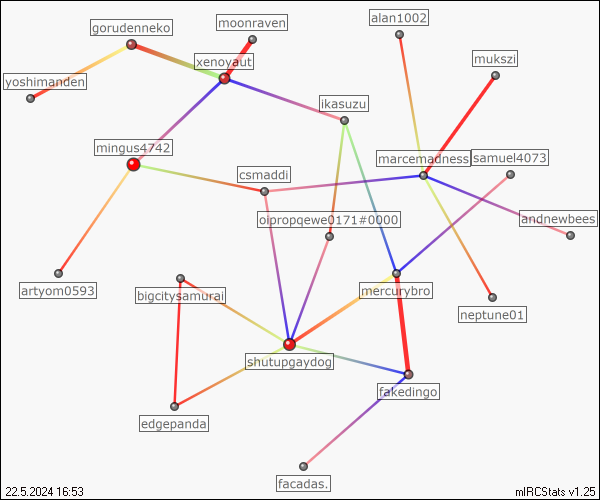 moonraven
alan1002
gorudenneko
xenoyaut
mukszi
yoshimanden
ikasuzu
mingus4742
marcemadness
samuel4073
csmaddi
oipropqewe0171#0000
andnewbees
artyom0593
bigcitysamurai
mercurybro
neptune01
shutupgaydog
fakedingo
edgepanda
facadas.
22.5.2024 16:53
mIRCStats v1.25